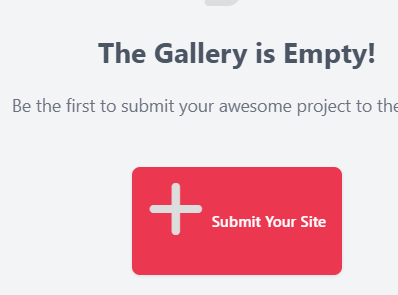 The Gallery is Empty!
Be the first to submit your awesome project to the
Submit Your Site